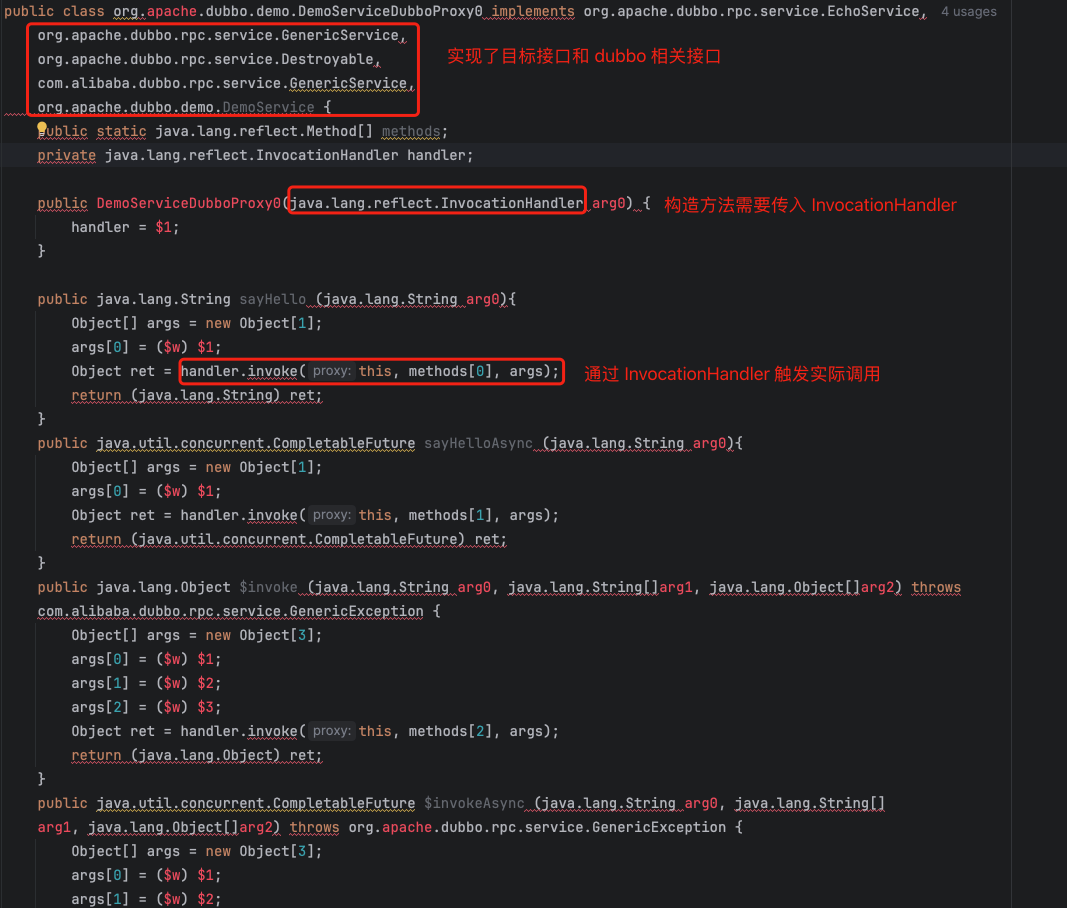 public class org.apache.dubbo.demo.DemoServiceDubboProxy0 implements org.apache.dubbo.rpc.service.EchoService, 4 usages
org.apache.dubbo.rpc.service.GenericService,
org.apache.dubbo.rpc.service.Destroyable, 实现了目标接口和 dubbo 相关接口
com.alibaba.dubbo.rpc.service.GenericService,
org.apache.dubbo.demo.DemoService {
public static java.lang.reflect.Method[] methods;
private java.lang.reflect.InvocationHandler handler;
public DemoServiceDubboProxy0(java.lang.reflect.InvocationHandler arg0) { 构造方法需要传入 InvocationHandler
handler = $1;
}
public java.lang.String sayHello (java.lang.String arg0){
Object[] args = new Object[1];
args[0] = ($w) $1;
Object ret = handler.invoke( proxy: this, methods[0], args); 通过 InvocationHandler 触发实际调用
return (java.lang.String) ret;
}
public java.util.concurrent.CompletableFuture sayHelloAsync (java.lang.String arg0){
Object[] args = new Object[1];
args[0] = ($w) $1;
Object ret = handler.invoke( proxy: this, methods[1], args);
return (java.util.concurrent.CompletableFuture) ret;
}
public java.lang.Object $invoke (java.lang.String arg0, java.lang.String[]arg1, java.lang.Object[]arg2) throws
com.alibaba.dubbo.rpc.service.GenericException {
Object[] args = new Object[3];
args[0] = ($w) $1;
args[1] = ($w) $2;
args[2] = ($w) $3;
Object ret = handler.invoke( proxy: this, methods[2], args);
return (java.lang.Object) ret;
}
public java.util.concurrent.CompletableFuture $invokeAsync (java.lang.String arg0, java.lang.String[]
arg1, java.lang.Object[]arg2) throws org.apache.dubbo.rpc.service.GenericException {
Object[] args = new Object[3];
args[0] = ($w) $1;
args[1] = ($w) $2;